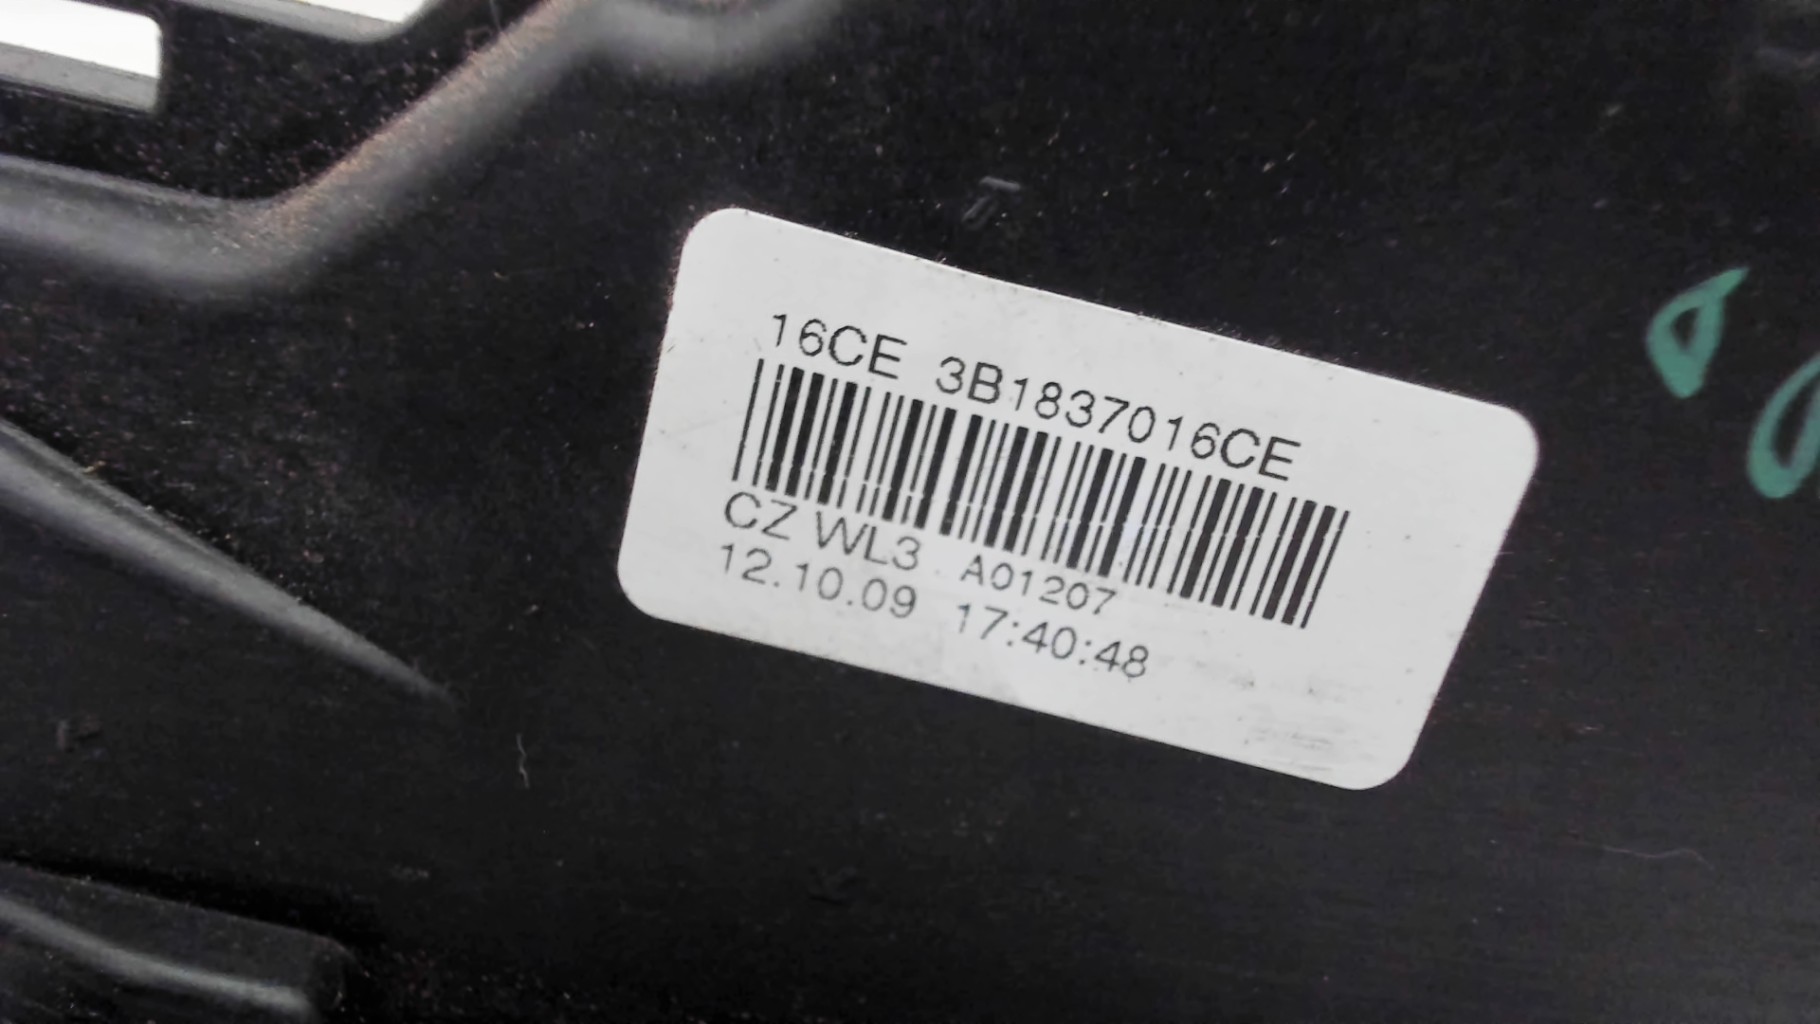 16CE 3B1837016CE
CZ WL3 A01207
12.10.09 17:40:48